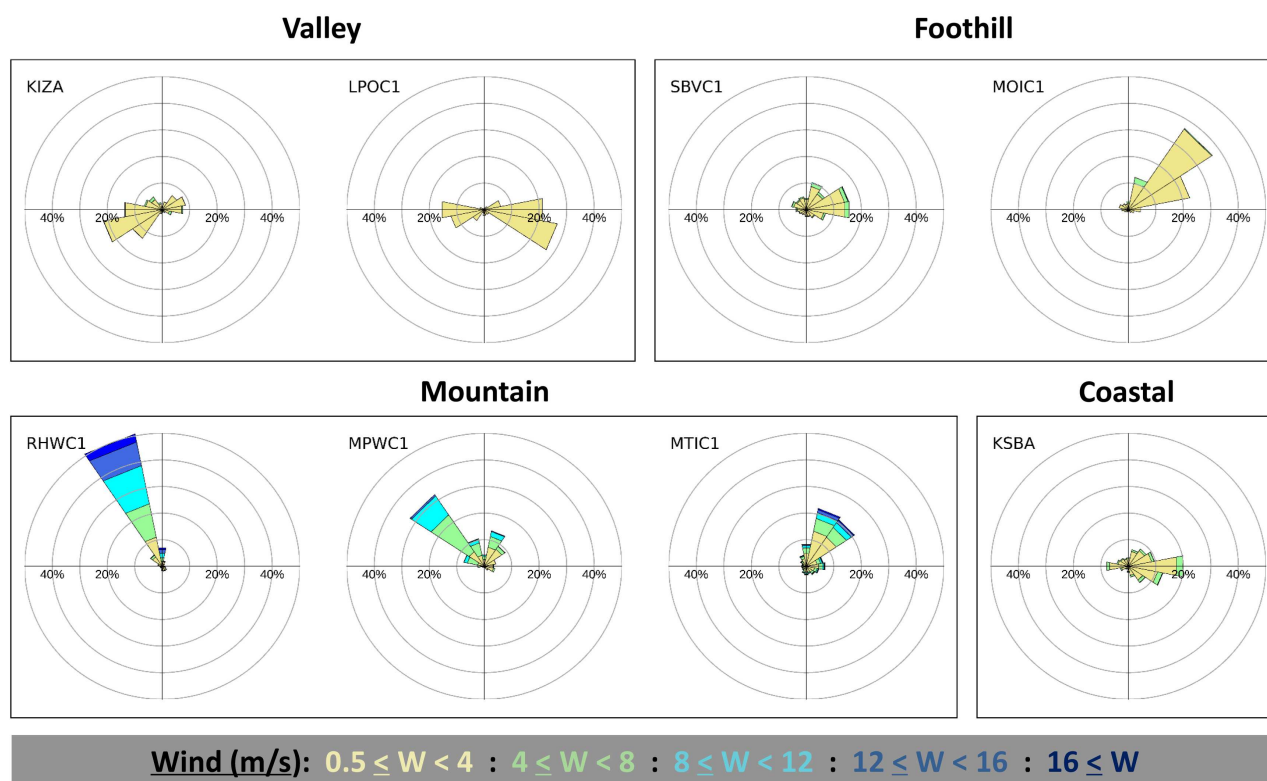 Valley
Foothill
KIZA
LPOC1
SBVC1
MOIC1
40% 20% 20% 40%
40% 20% 20% 40%
40% 20% 20% 40%
40% 20% 20% 40%
Mountain
Coastal
RHWC1
MPWC1
MTIC1
KSBA
40% 20% 20% 40%
40% 20% 20% 40%
40% 20% 20% 40%
40% 20% 20% 40%
Wind (m/s): 0.5 ≤ W < 4 : 4 ≤ W < 8 : 8 ≤ W < 12 : 12 ≤ W < 16 : 16 ≤ W